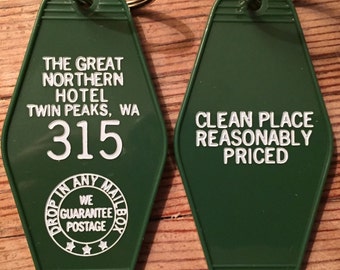 THE GREAT
NORTHERN
HOTEL
TWIN PEAKS, WA
315
DROP IN ANY MAILBOX
WE
GUARANTEE
POSTAGE
CLEAN PLACE
REASONABLY
PRICED